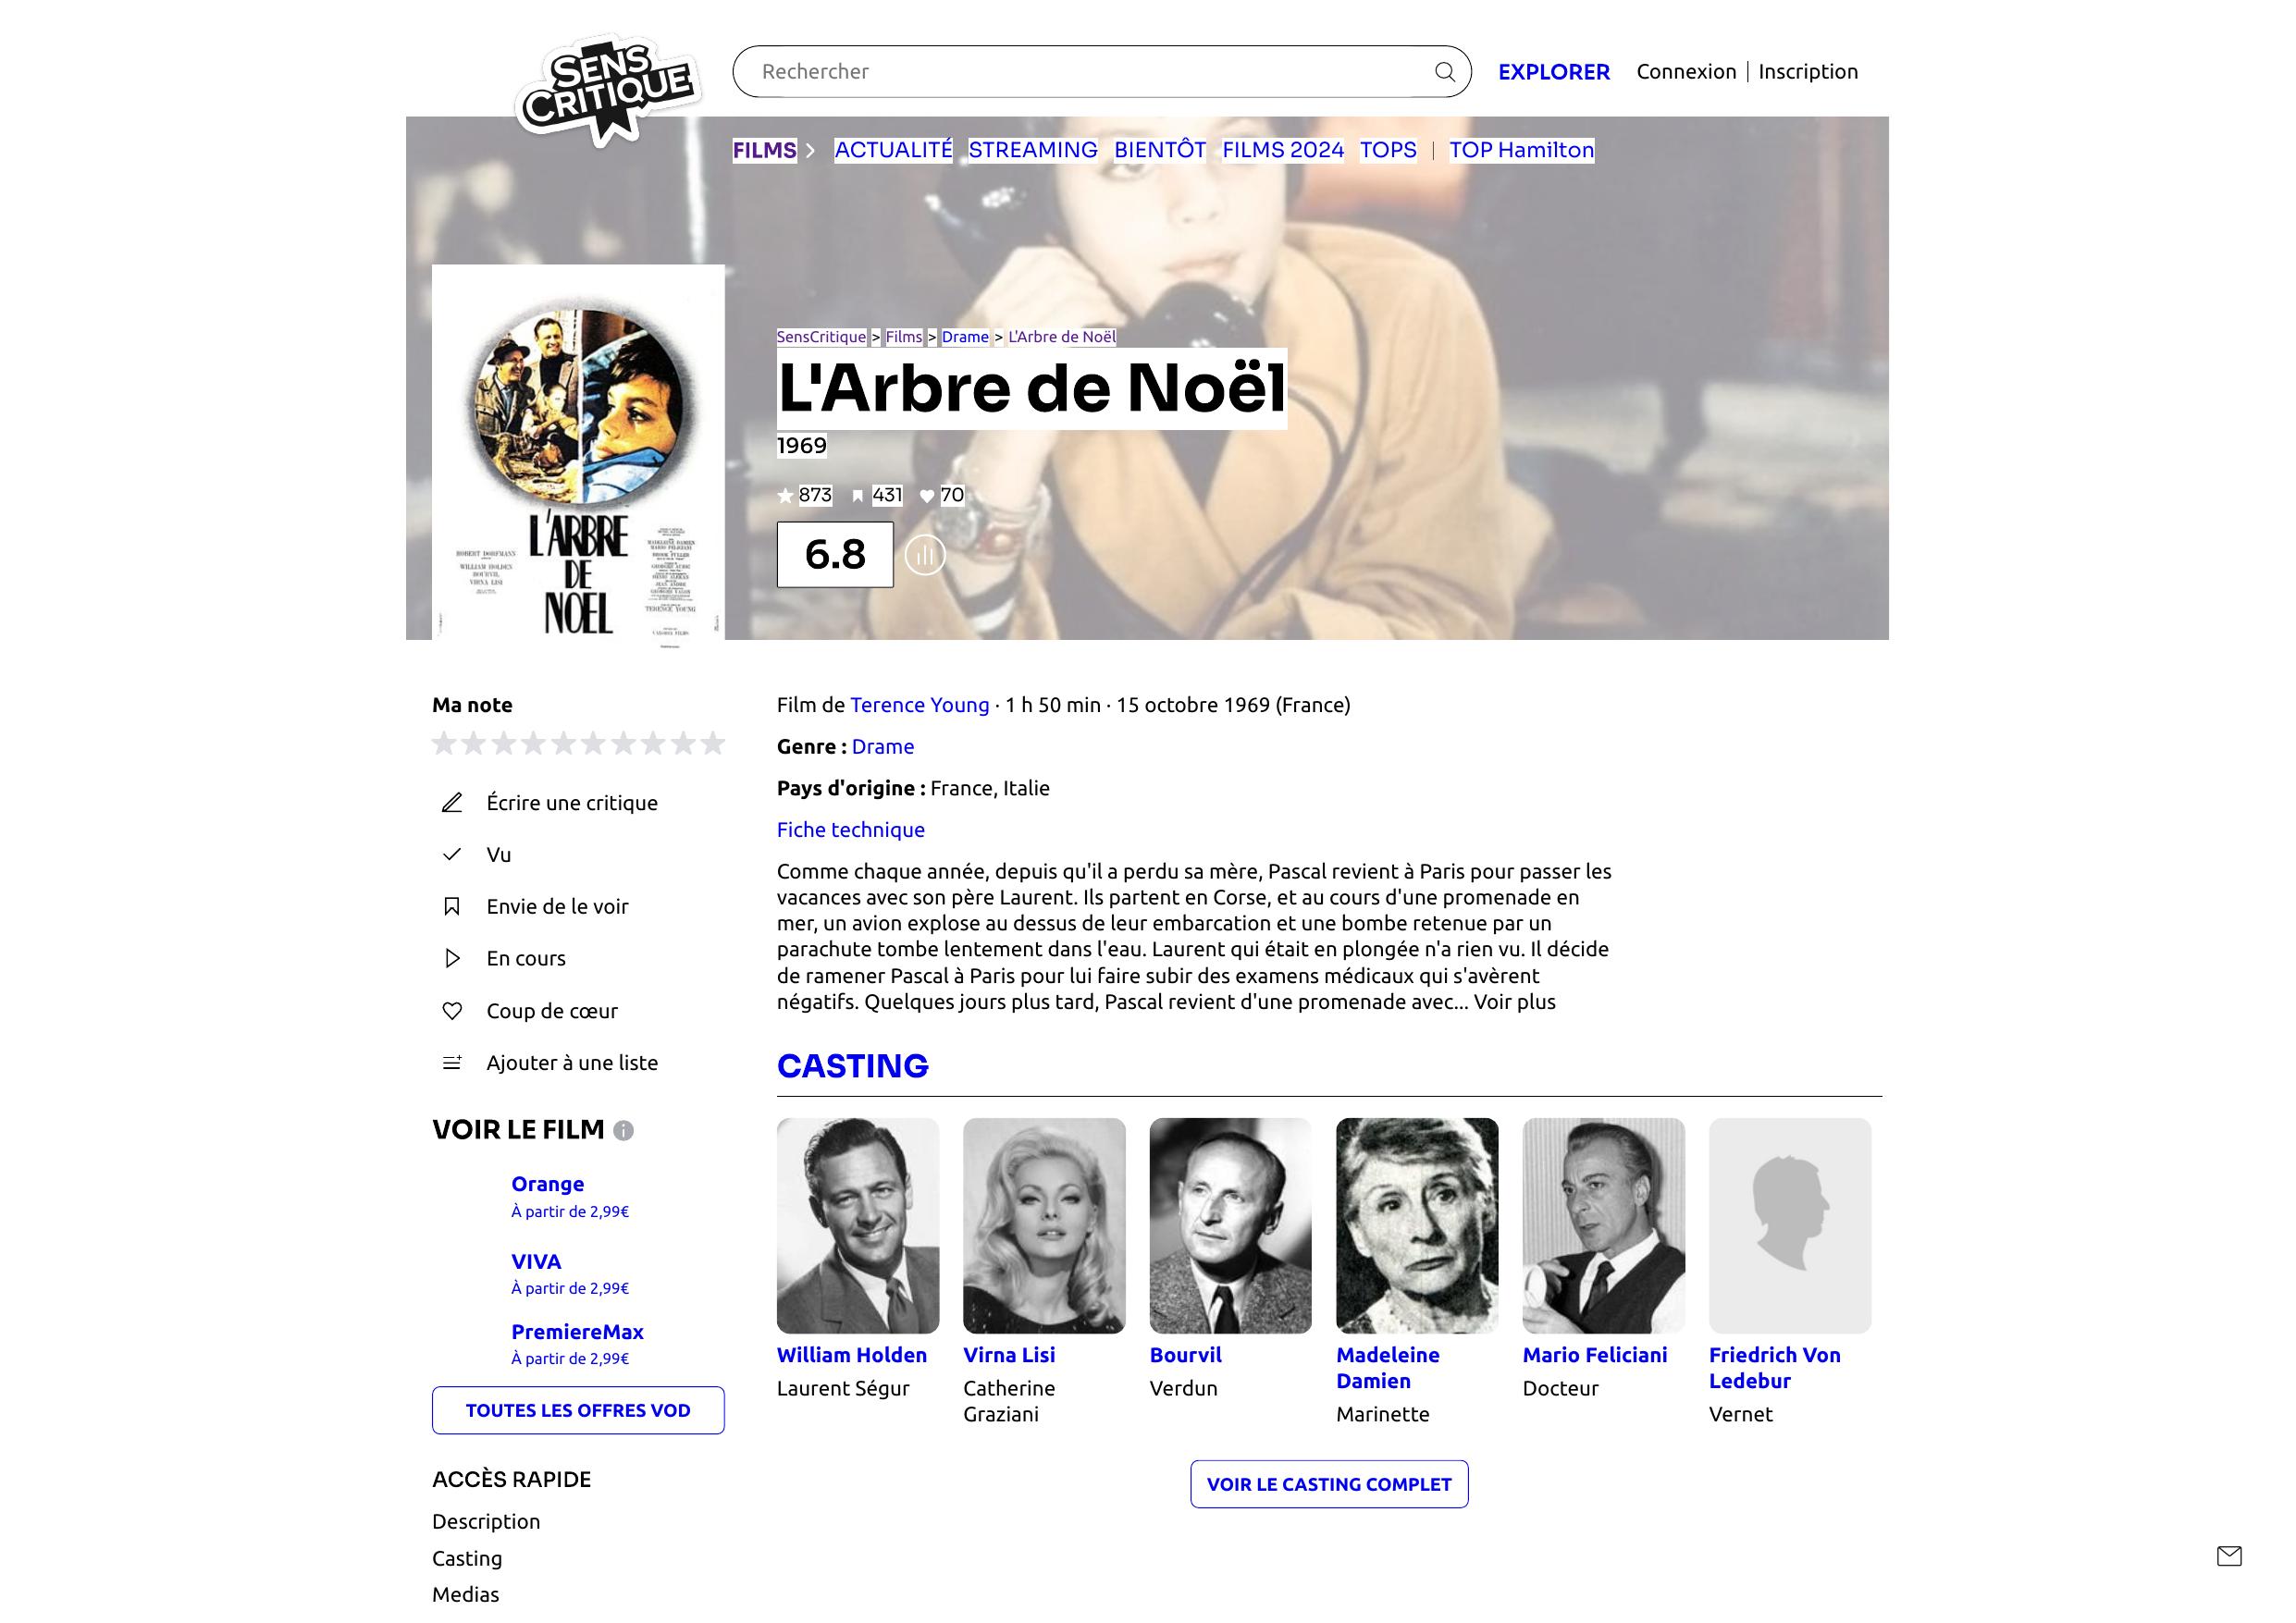 SENS
CRITIQUE
Rechercher
EXPLORER
Connexion | Inscription
FILMS
ACTUALITÉ
STREAMING
BIENTÔT
FILMS 2024
TOPS
|
TOP Hamilton
SensCritique > Films > Drame > L'Arbre de Noël
L'Arbre de Noël
1969
873 431 70
6.8
ROBERT DORFMANN
WILLIAM HOLDEN
BOURVIL
VIRNA LISI
L'ARBRE
DE
NOEL
TERENCE YOUNG
Ma note
Écrire une critique
Vu
Envie de le voir
En cours
Coup de cœur
Ajouter à une liste
VOIR LE FILM
Orange
À partir de 2,99€
VIVA
À partir de 2,99€
PremiereMax
À partir de 2,99€
TOUTES LES OFFRES VOD
ACCÈS RAPIDE
Description
Casting
Medias
Film de Terence Young · 1 h 50 min · 15 octobre 1969 (France)
Genre : Drame
Pays d'origine : France, Italie
Fiche technique
Comme chaque année, depuis qu'il a perdu sa mère, Pascal revient à Paris pour passer les
vacances avec son père Laurent. Ils partent en Corse, et au cours d'une promenade en
mer, un avion explose au dessus de leur embarcation et une bombe retenue par un
parachute tombe lentement dans l'eau. Laurent qui était en plongée n'a rien vu. Il décide
de ramener Pascal à Paris pour lui faire subir des examens médicaux qui s'avèrent
négatifs. Quelques jours plus tard, Pascal revient d'une promenade avec... Voir plus
CASTING
William Holden
Laurent Ségur
Virna Lisi
Catherine
Graziani
Bourvil
Verdun
Madeleine
Damien
Marinette
Mario Feliciani
Docteur
Friedrich Von
Ledebur
Vernet
VOIR LE CASTING COMPLET